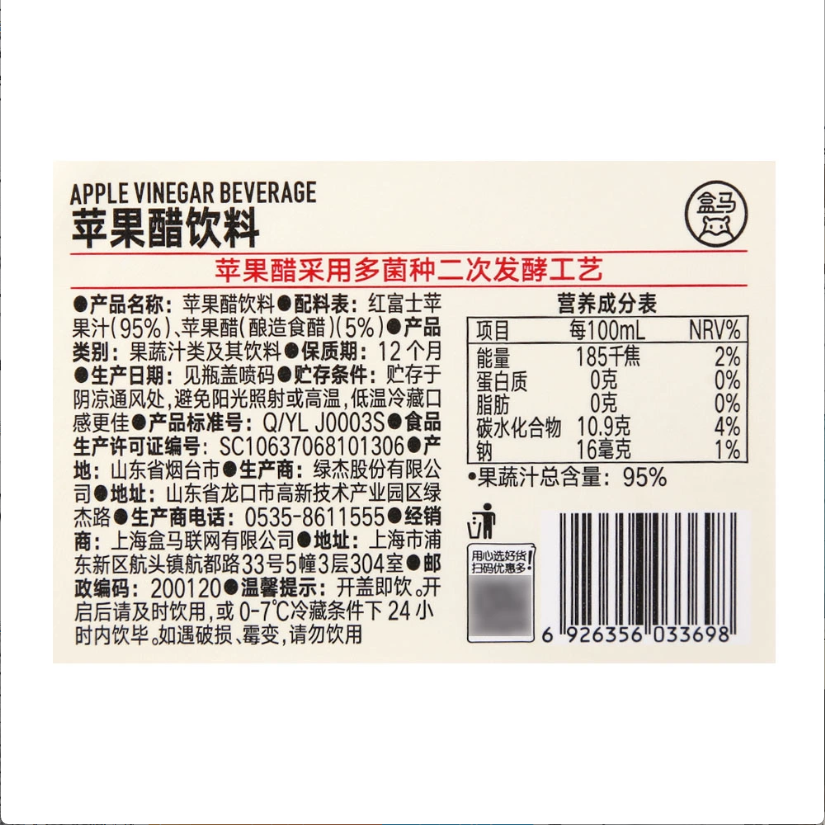 APPLE VINEGAR BEVERAGE
苹果醋饮料
盒马
苹果醋采用多菌种二次发酵工艺
●产品名称：苹果醋饮料●配料表：红富士苹
果汁(95%)、苹果醋(酿造食醋)(5%)●产品
类别：果蔬汁类及其饮料●保质期：12个月
●生产日期：见瓶盖喷码●贮存条件：贮存于
阴凉通风处,避免阳光照射或高温,低温冷藏口
感更佳●产品标准号：Q/YL J0003S●食品
生产许可证编号：SC10637068101306●产
地：山东省烟台市●生产商：绿杰股份有限公
司●地址：山东省龙口市高新技术产业园区绿
杰路●生产商电话：0535-8611555●经销
商：上海盒马联网有限公司●地址：上海市浦
东新区航头镇航都路33号5幢3层304室●邮
政编码：200120●温馨提示：开盖即饮。开
启后请及时饮用,或 0-7℃冷藏条件下 24 小
时内饮毕。如遇破损、霉变,请勿饮用
营养成分表
项目 每100mL NRV%
能量 185千焦 2%
蛋白质 0克 0%
脂肪 0克 0%
碳水化合物 10.9克 4%
钠 16毫克 1%
•果蔬汁总含量：95%
用心选好货!
扫码优惠多!
6 926356 033698